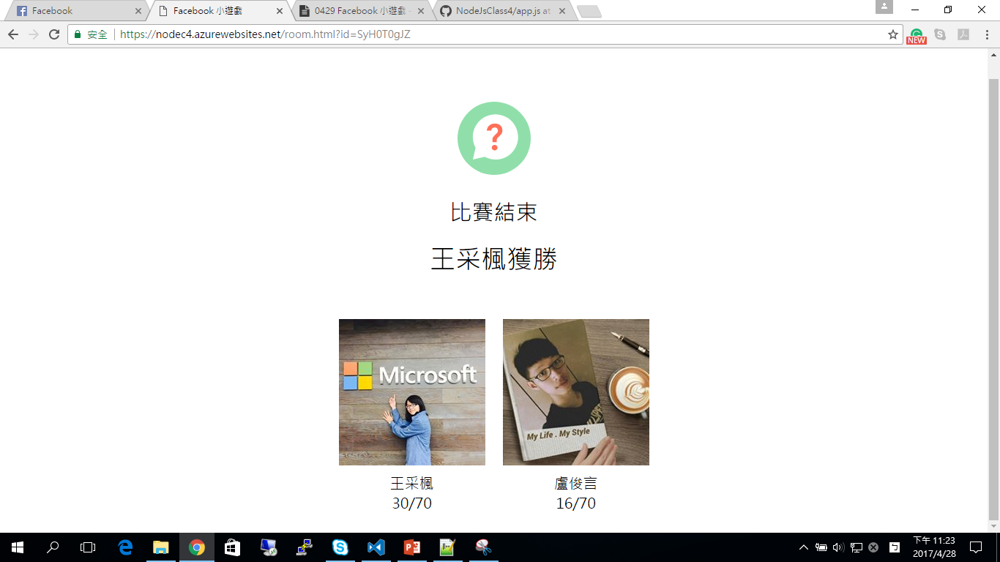 Facebook
Facebook 小遊戲
0429 Facebook 小遊戲 -
NodeJsClass4/app.js at
安全
https://nodec4.azurewebsites.net/room.html?id=SyH0T0gJZ
NEW
?
比賽結束
王采楓獲勝
Microsoft
My Life . My Style
王采楓
盧俊言
30/70
16/70
下午 11:23
2017/4/28